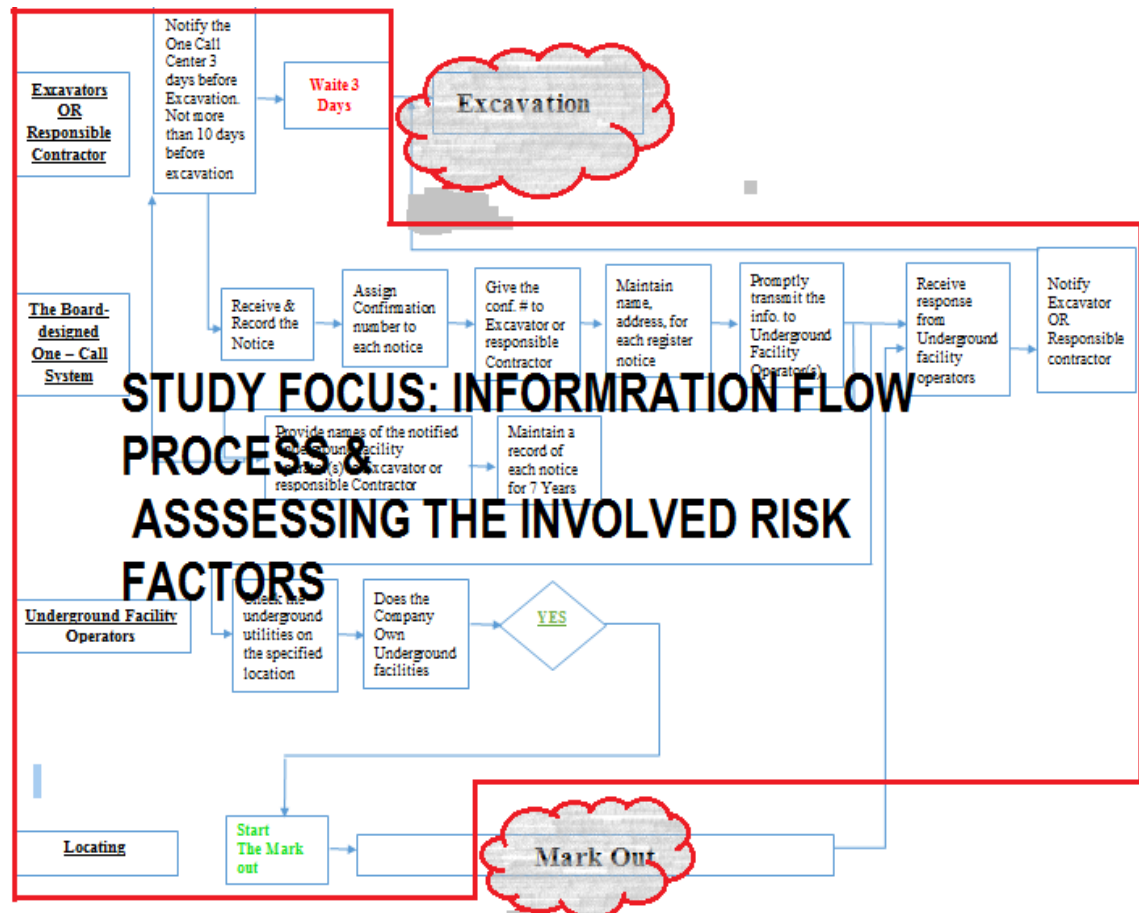 Notify the
One Call
Center 3
days before
Excavation.
Not more
than 10 days
before
excavation
Excavators
OR
Responsible
Contractor
Waite 3
Days
Excavation
The Board-
designed
One – Call
System
Receive &
Record the
Notice
Assign
Confirmation
number to
each notice
Give the
conf. # to
Excavator or
responsible
Contractor
Maintain
name,
address, for
each register
notice
Promptly
transmit the
info. to
Underground
Facility
Operator(s)
Receive
response
from
Underground
facility
operators
Notify
Excavator
OR
Responsible
contractor
STUDY FOCUS: INFORMRATION FLOW
PROCESS &
ASSSESSING THE INVOLVED RISK
FACTORS
Provide names of the notified
facility
Excavator or
responsible Contractor
Maintain a
record of
each notice
for 7 Years
Underground Facility
Operators
Check the
underground
utilities on
the specified
location
Does the
Company
Own
Underground
facilities
YES
Locating
Start
The Mark
out
Mark Out